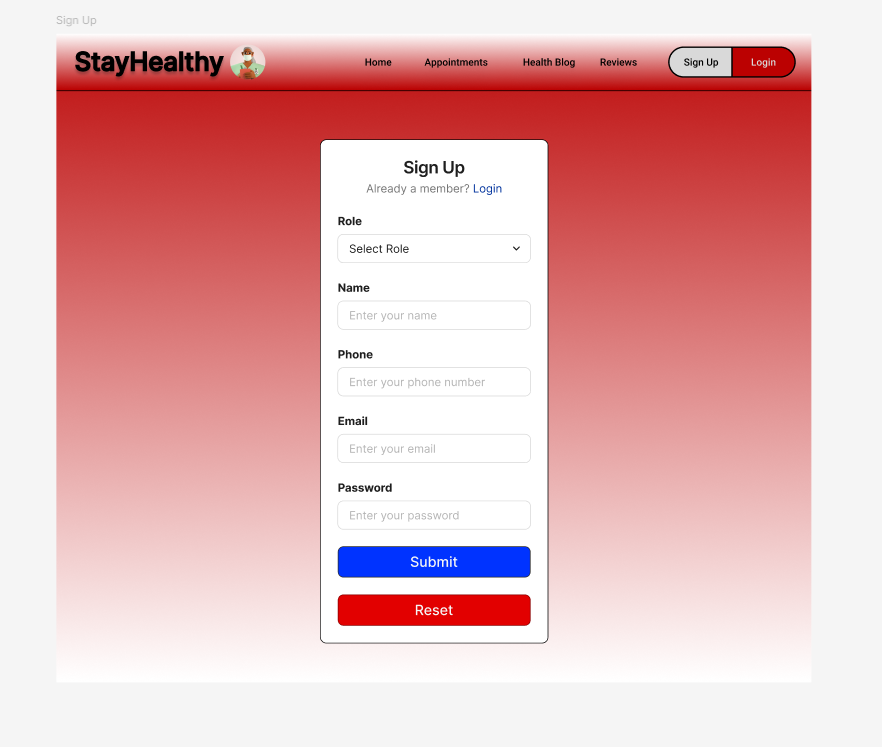 Sign Up
StayHealthy
Home Appointments Health Blog Reviews Sign Up Login
Sign Up
Already a member? Login
Role
Select Role
Name
Enter your name
Phone
Enter your phone number
Email
Enter your email
Password
Enter your password
Submit
Reset